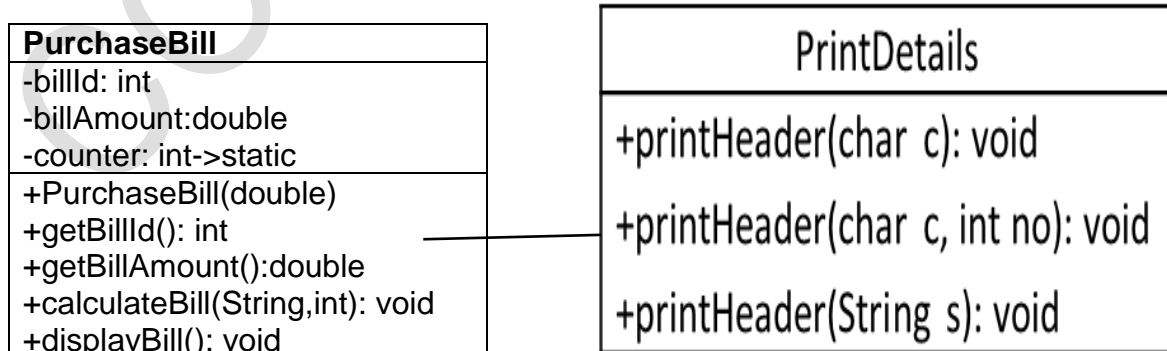 PurchaseBill
-billId: int
-billAmount:double
-counter: int->static
+PurchaseBill(double)
+getBillId(): int
+getBillAmount():double
+calculateBill(String,int): void
+displayBill(): void
PrintDetails
+printHeader(char c): void
+printHeader(char c, int no): void
+printHeader(String s): void